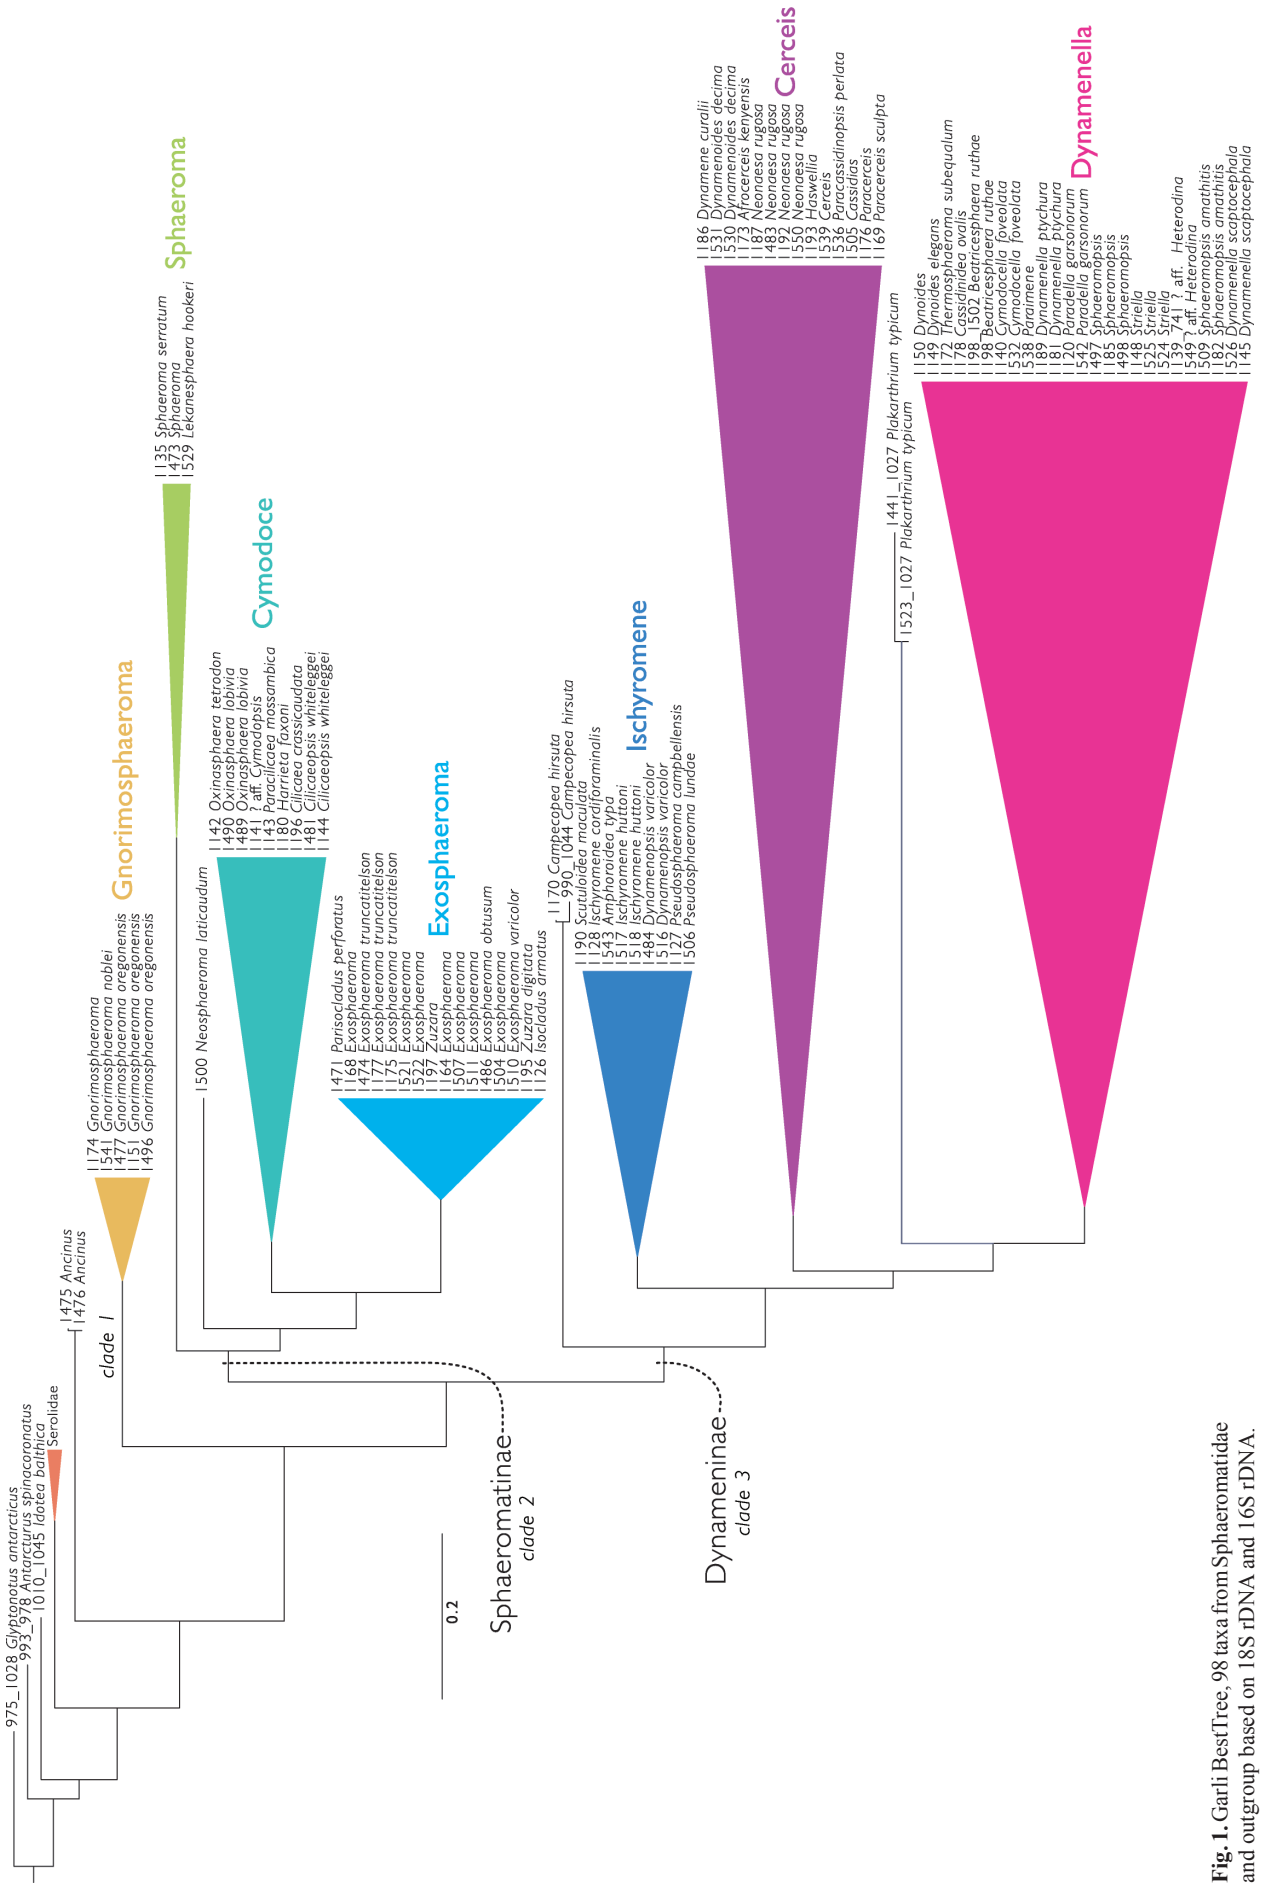 975_1028 Glyptonotus antarcticus
993_978 Antarcturus spinacoronatus
1010_1045 Idotea balthica
Serolidae
1475 Ancinus
1476 Ancinus
clade 1
1174 Gnorimosphaeroma
1541 Gnorimosphaeroma noblei
1477 Gnorimosphaeroma oregonensis
1151 Gnorimosphaeroma oregonensis
1496 Gnorimosphaeroma oregonensis
Gnorimosphaeroma
1135 Sphaeroma serratum
1473 Sphaeroma
1529 Lekanesphaera hookeri
Sphaeroma
1500 Neosphaeroma laticaudum
1142 Oxinasphaera tetrodon
1490 Oxinasphaera lobivia
1489 Oxinasphaera lobivia
1141 ? aff. Cymodopsis
1143 Paracilicaea mossambica
1180 Harrieta faxoni
1196 Cilicaea crassicaudata
1481 Cilicaeopsis whiteleggei
1144 Cilicaeopsis whiteleggei
Cymodoce
1471 Parisocladus perforatus
1168 Exosphaeroma
1474 Exosphaeroma truncatitelson
1177 Exosphaeroma truncatitelson
1175 Exosphaeroma truncatitelson
1521 Exosphaeroma
1522 Exosphaeroma
1197 Zuzara
1164 Exosphaeroma
1507 Exosphaeroma
1511 Exosphaeroma
1486 Exosphaeroma obtusum
1504 Exosphaeroma
1510 Exosphaeroma varicolor
1195 Zuzara digitata
1126 Isocladus armatus
Exosphaeroma
1170 Campecopea hirsuta
990_1044 Campecopea hirsuta
1190 Scutuloidea maculata
1128 Ischyromene cordiforaminalis
1543 Amphoroidea typa
1517 Ischyromene huttoni
1518 Ischyromene huttoni
1484 Dynamenopsis varicolor
1516 Dynamenopsis varicolor
1127 Pseudosphaeroma campbellensis
1506 Pseudosphaeroma lundae
Ischyromene
1186 Dynamene curalii
1531 Dynamenoides decima
1530 Dynamenoides decima
1173 Afrocerceis kenyensis
1187 Neonaesa rugosa
1483 Neonaesa rugosa
1192 Neonaesa rugosa
1550 Neonaesa rugosa
1193 Haswellia
1539 Cerceis
1536 Paracassidinopsis perlata
1505 Cassidias
1176 Paracerceis
1169 Paracerceis sculpta
Cerceis
1441_1027 Plakarthrium typicum
1523_1027 Plakarthrium typicum
1150 Dynoides
1149 Dynoides elegans
1172 Thermosphaeroma subequalum
1178 Cassidinidea ovalis
1198_1502 Beatricesphaera ruthae
1198 Beatricesphaera ruthae
1140 Cymodocella foveolata
1532 Cymodocella foveolata
1538 Paraimene
1189 Dynamenella ptychura
1181 Dynamenella ptychura
1120 Paradella garsonorum
1542 Paradella garsonorum
1497 Sphaeromopsis
1185 Sphaeromopsis
1498 Sphaeromopsis
1148 Striella
1525 Striella
1524 Striella
1139_741 ? aff. Heterodina
1549 ? aff. Heterodina
1509 Sphaeromopsis amathitis
1182 Sphaeromopsis amathitis
1526 Dynamenella scaptocephala
1145 Dynamenella scaptocephala
Dynamenella
0.2
Sphaeromatinae
clade 2
Dynameninae
clade 3
Fig. 1. Garli BestTree, 98 taxa from Sphaeromatidae
and outgroup based on 18S rDNA and 16S rDNA.